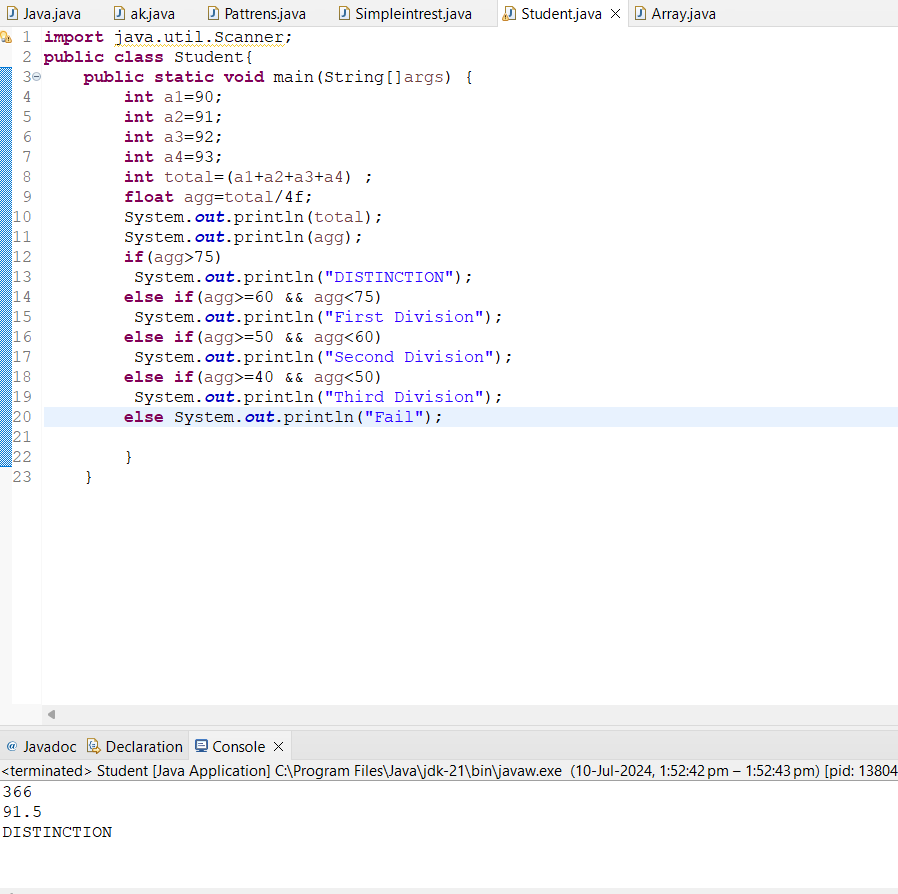 Java.java ak.java Pattrens.java Simpleintrest.java Student.java Array.java
1 import java.util.Scanner;
2 public class Student{
3 public static void main(String[]args) {
4 int a1=90;
5 int a2=91;
6 int a3=92;
7 int a4=93;
8 int total=(a1+a2+a3+a4) ;
9 float agg=total/4f;
10 System.out.println(total);
11 System.out.println(agg);
12 if(agg>75)
13 System.out.println("DISTINCTION");
14 else if(agg>=60 && agg<75)
15 System.out.println("First Division");
16 else if(agg>=50 && agg<60)
17 System.out.println("Second Division");
18 else if(agg>=40 && agg<50)
19 System.out.println("Third Division");
20 else System.out.println("Fail");
21
22 }
23 }
@ Javadoc Declaration Console
<terminated> Student [Java Application] C:\Program Files\Java\jdk-21\bin\javaw.exe (10-Jul-2024, 1:52:42 pm – 1:52:43 pm) [pid: 13804
366
91.5
DISTINCTION